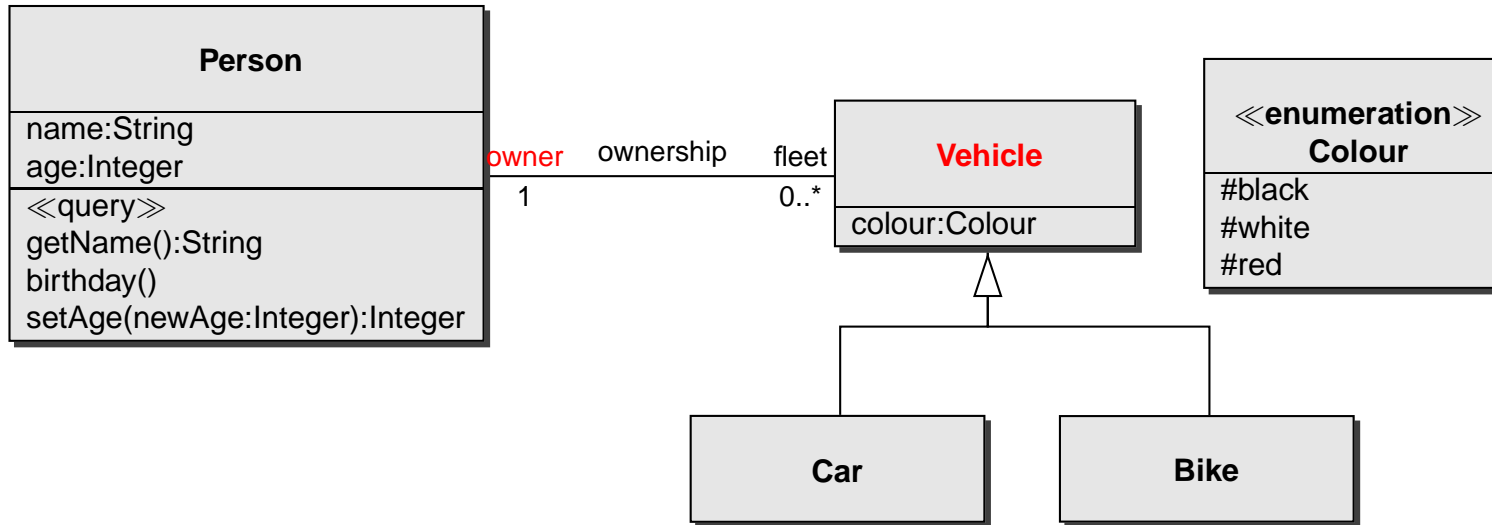 Person
name:String
age:Integer
≪query≫
getName():String
birthday()
setAge(newAge:Integer):Integer
owner
ownership
fleet
1
0..*
Vehicle
colour:Colour
≪enumeration≫
Colour
#black
#white
#red
Car
Bike